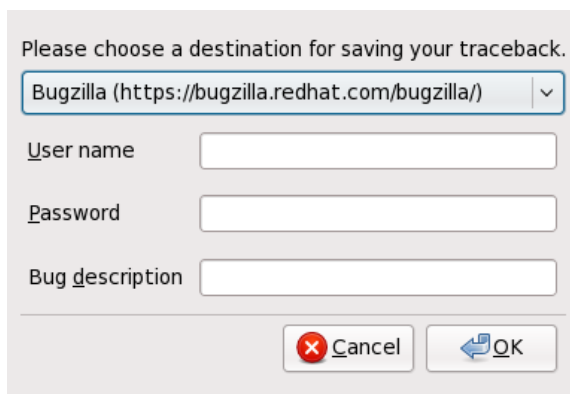 Please choose a destination for saving your traceback.
Bugzilla (https://bugzilla.redhat.com/bugzilla/)
User name
Password
Bug description
Cancel OK